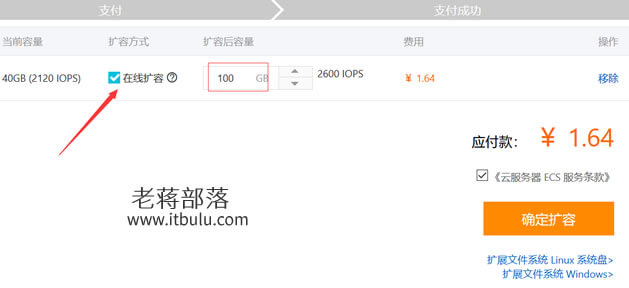 支付 支付成功
当前容量 扩容方式 扩容后容量 费用 操作
40GB (2120 IOPS) 在线扩容 100 GB 2600 IOPS ¥ 1.64 移除
应付款: ¥ 1.64
《云服务器 ECS 服务条款》
老蒋部落
www.itbulu.com
确定扩容
扩展文件系统 Linux 系统盘>
扩展文件系统 Windows>